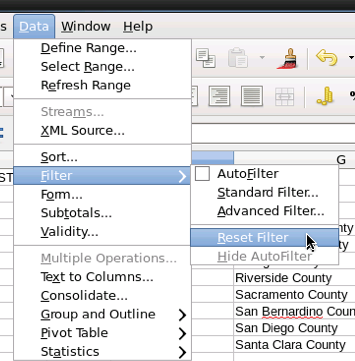 s Data Window Help
Define Range...
Select Range...
Refresh Range
Streams...
XML Source...
Sort...
Filter
Form...
Subtotals...
Validity...
Multiple Operations...
Text to Columns...
Consolidate...
Group and Outline
Pivot Table
Statistics
ST
G
AutoFilter
Standard Filter...
Advanced Filter...
Reset Filter
Hide AutoFilter
nty
ty
Riverside County
Sacramento County
San Bernardino Coun
San Diego County
Santa Clara County